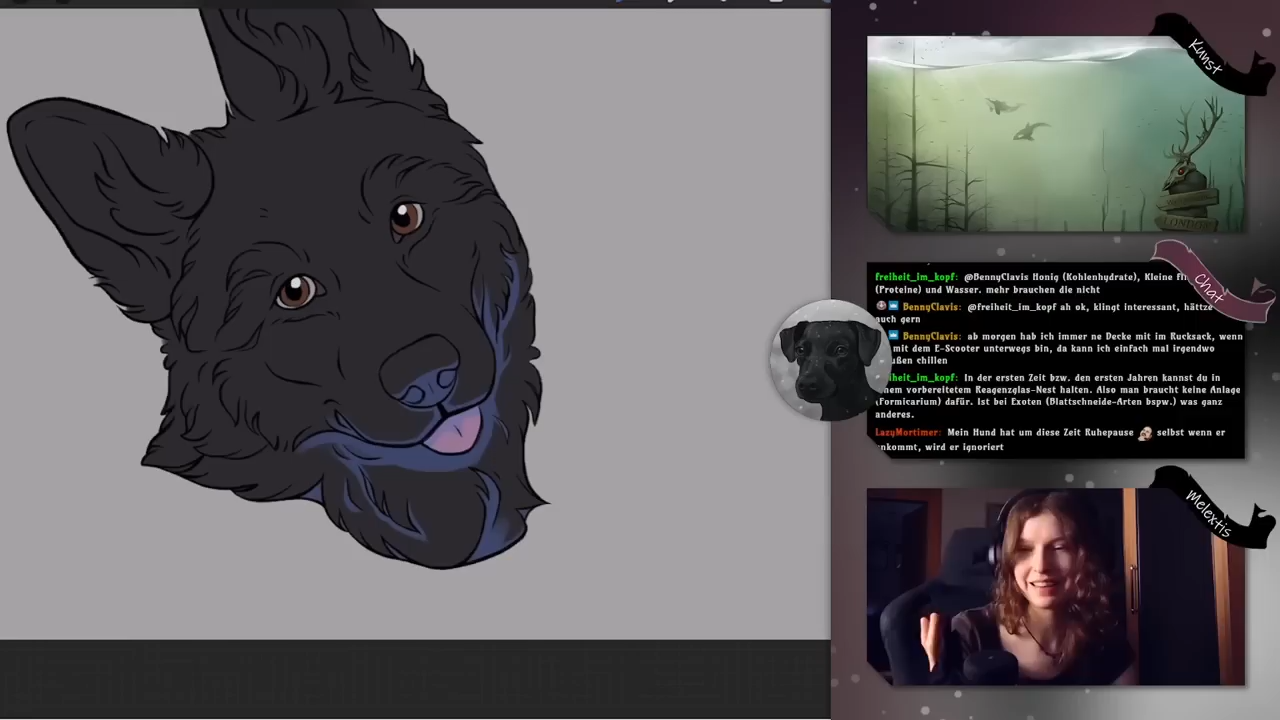 Kunst
LONDON
Chat
freiheit_im_kopf: @BennyClavis Honig (Kohlenhydrate), Kleine
(Proteine) und Wasser. mehr brauchen die nicht
BennyClavis: @freiheit_im_kopf ah ok, klingt interessant, hätte
auch gern
BennyClavis: ab morgen hab ich immer ne Decke mit im Rucksack, wenn
mit dem E-Scooter unterwegs bin, da kann ich einfach mal irgendwo
chillen
In der ersten Zeit bzw. den ersten Jahren kannst du in
vorbereitetem Reagenzglas-Nest halten. Also man braucht keine Anlage
(Formicarium) dafür. Ist bei Exoten (Blattschneide-Arten bspw.) was ganz
anderes.
LazyMortimer: Mein Hund hat um diese Zeit Ruhepause selbst wenn er
ankommt, wird er ignoriert
Melextis